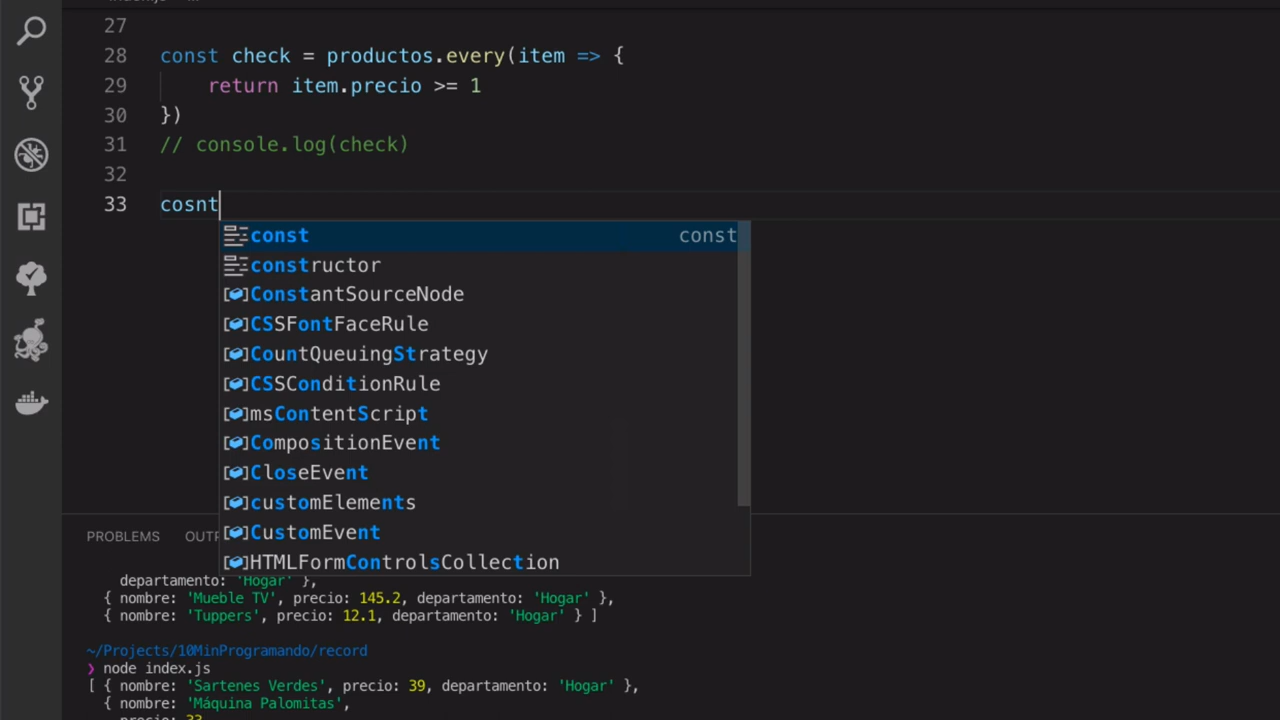 27
28 const check = productos.every(item => {
29 return item.precio >= 1
30 })
31 // console.log(check)
32
33 cosnt
const const
constructor
ConstantSourceNode
CSSFontFaceRule
CountQueuingStrategy
CSSConditionRule
msContentScript
CompositionEvent
CloseEvent
customElements
CustomEvent
HTMLFormControlsCollection
PROBLEMS OUTP
departamento: 'Hogar' },
{ nombre: 'Mueble TV', precio: 145.2, departamento: 'Hogar' },
{ nombre: 'Tuppers', precio: 12.1, departamento: 'Hogar' } ]
~/Projects/10MinProgramando/record
❯ node index.js
[ { nombre: 'Sartenes Verdes', precio: 39, departamento: 'Hogar' },
{ nombre: 'Máquina Palomitas',
precio: 33